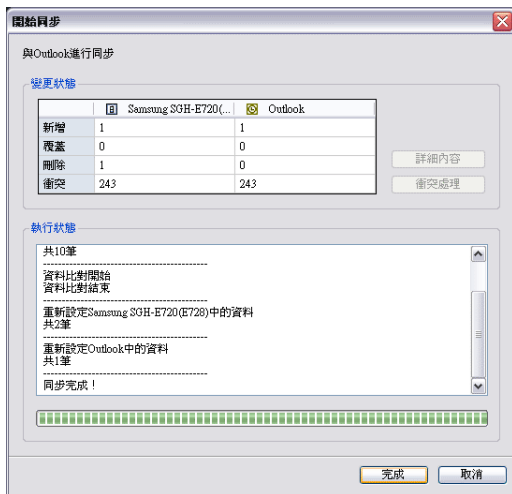 開始同步
與Outlook進行同步
變更狀態
Samsung SGH-E720(... Outlook
新增 1 1
覆蓋 0 0
刪除 1 0
衝突 243 243
詳細內容
衝突處理
執行狀態
共10筆
--------------------------------------------
資料比對開始
資料比對結束
--------------------------------------------
重新設定Samsung SGH-E720(E728)中的資料
共2筆
--------------------------------------------
重新設定Outlook中的資料
共1筆
--------------------------------------------
同步完成！
完成 取消